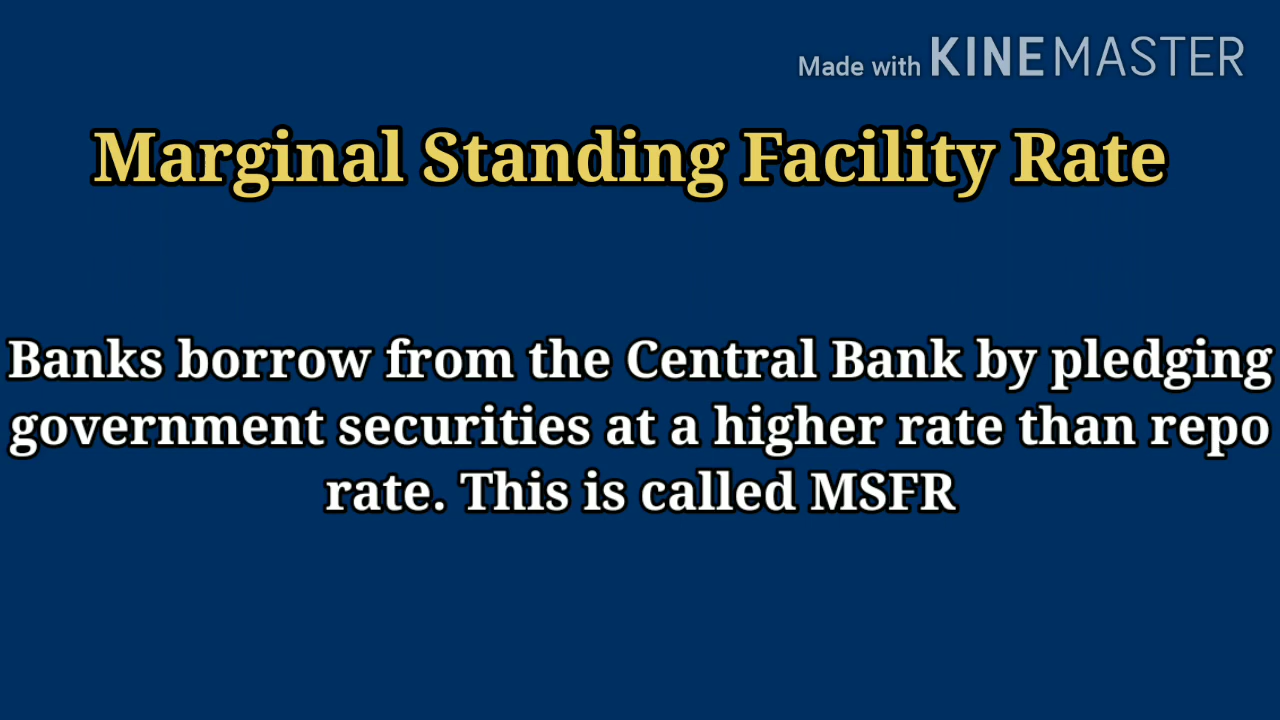 Made with KINEMASTER
Marginal Standing Facility Rate
Banks borrow from the Central Bank by pledging
government securities at a higher rate than repo
rate. This is called MSFR